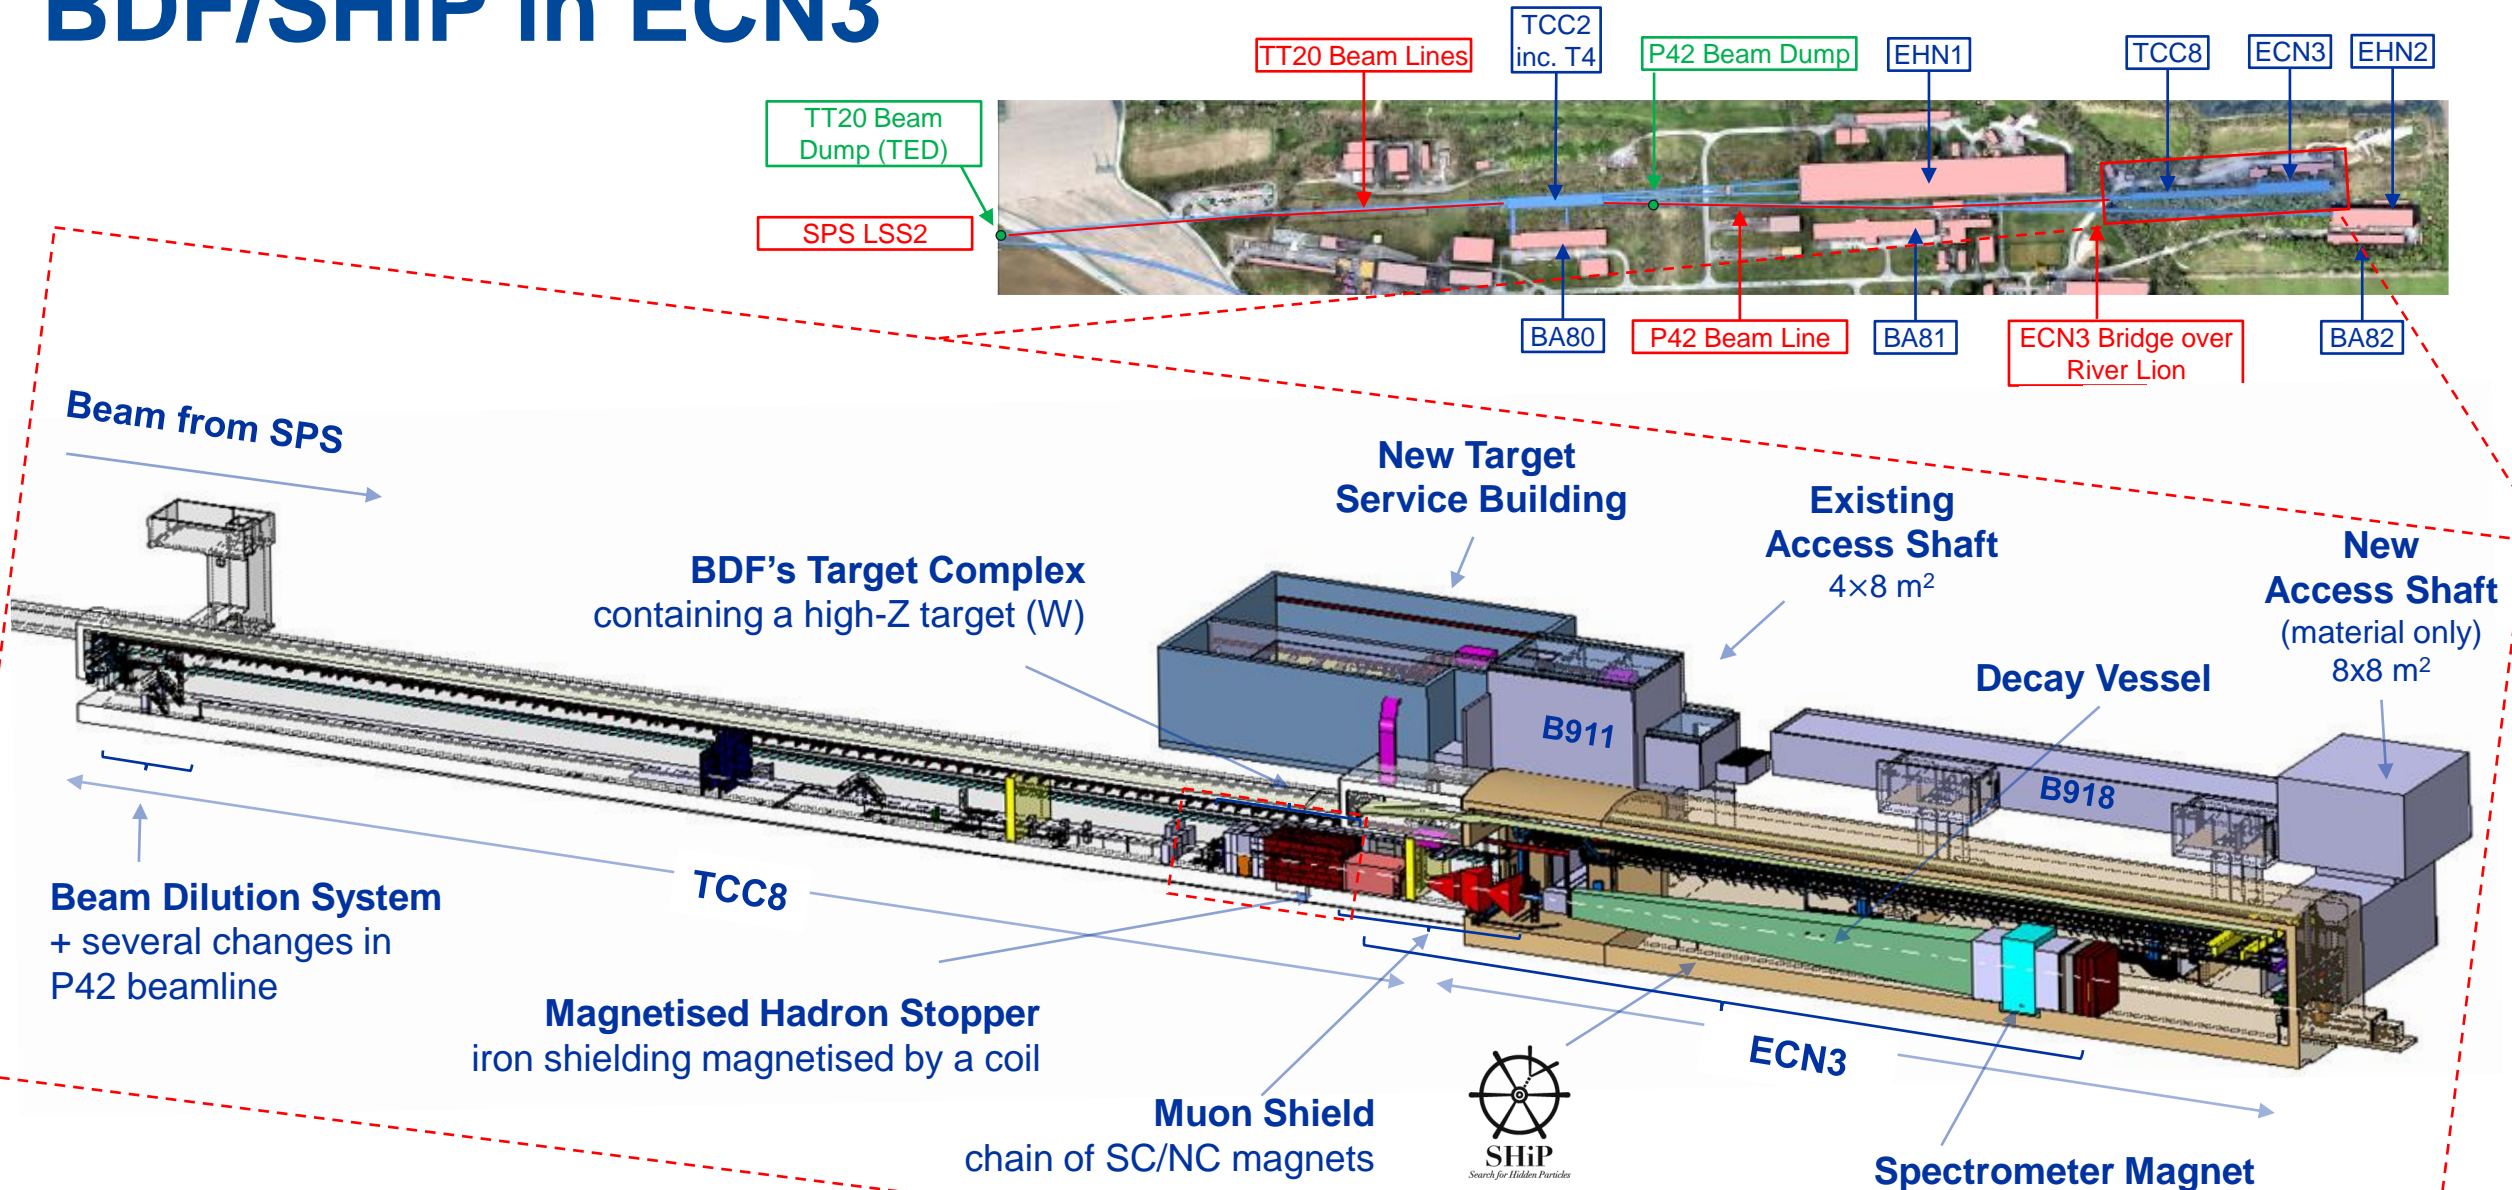 BDF/SHiP in ECN3
TT20 Beam
Dump (TED)
SPS LSS2
TT20 Beam Lines
TCC2
inc. T4
P42 Beam Dump
EHN1
TCC8
ECN3
EHN2
BA80
P42 Beam Line
BA81
ECN3 Bridge over
River Lion
BA82
Beam from SPS
New Target
Service Building
Existing
Access Shaft
4×8 m²
New
Access Shaft
(material only)
8x8 m²
BDF's Target Complex
containing a high-Z target (W)
Decay Vessel
B911
B918
Beam Dilution System
+ several changes in
P42 beamline
TCC8
Magnetised Hadron Stopper
iron shielding magnetised by a coil
ECN3
Muon Shield
chain of SC/NC magnets
SHiP
Search for Hidden Particles
Spectrometer Magnet